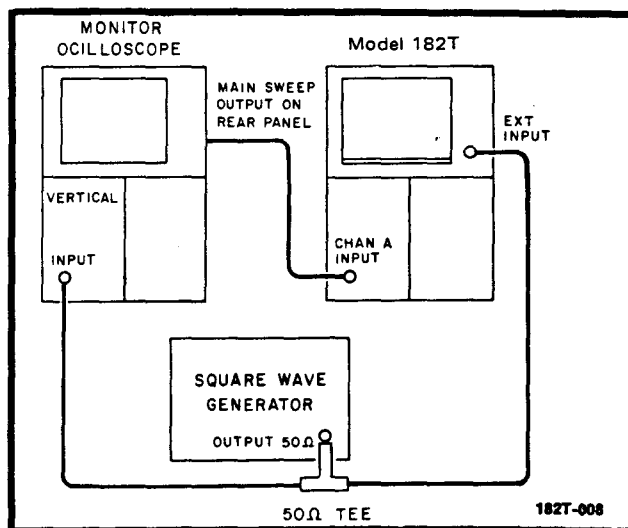 MONITOR
OCILLOSCOPE
Model 182T
MAIN SWEEP
OUTPUT ON
REAR PANEL
EXT
INPUT
VERTICAL
INPUT
CHAN A
INPUT
SQUARE WAVE
GENERATOR
OUTPUT 50Ω
50Ω TEE
182T-008